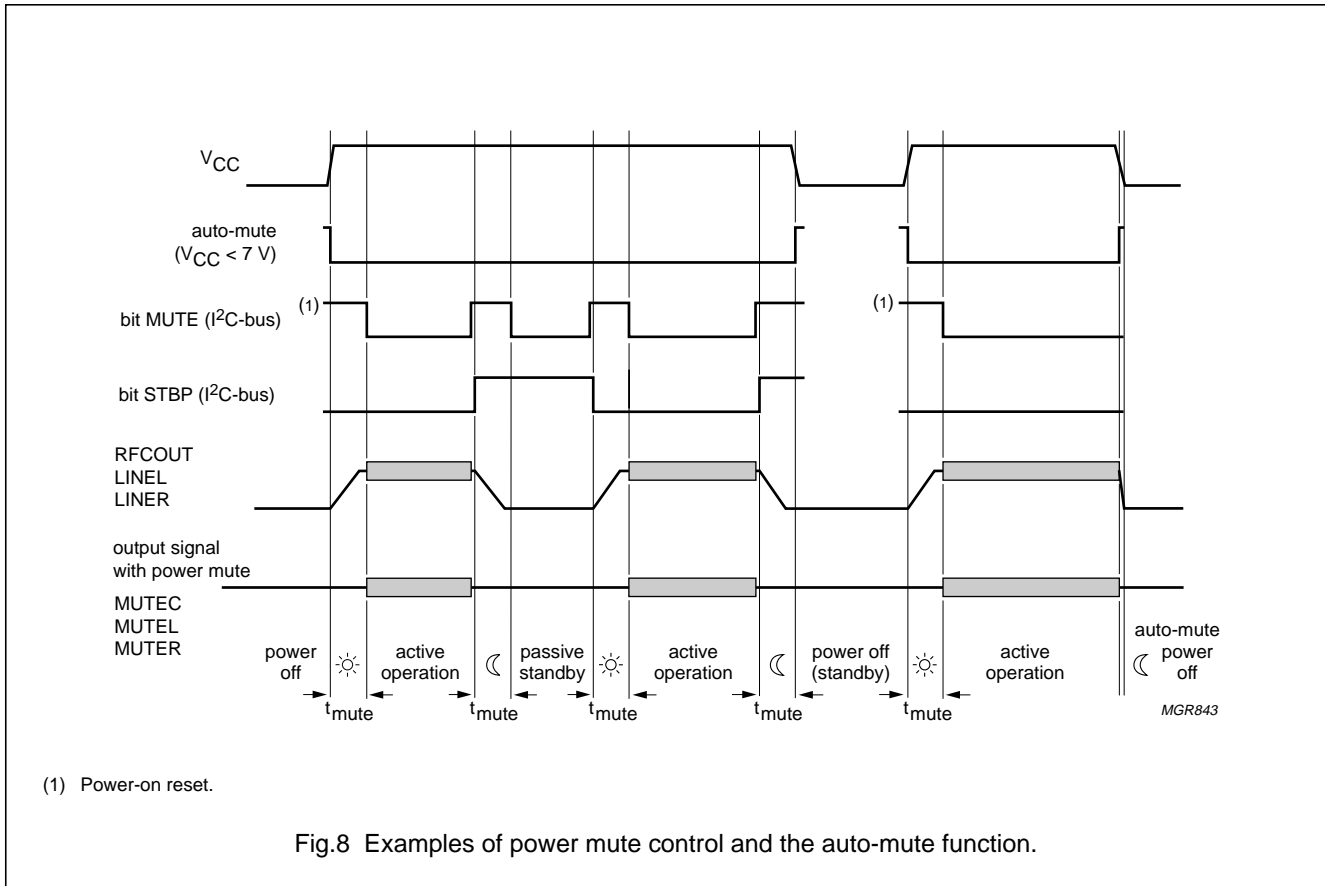 VCC
auto-mute
(VCC < 7 V)
(1)
(1)
bit MUTE (I2C-bus)
bit STBP (I2C-bus)
RFCOUT
LINEL
LINER
output signal
with power mute
MUTEC
MUTEL
MUTER
power
off
active
operation
passive
standby
active
operation
power off
(standby)
active
operation
auto-mute
power
off
tmute
tmute
tmute
tmute
tmute
MGR843
(1) Power-on reset.
Fig.8 Examples of power mute control and the auto-mute function.